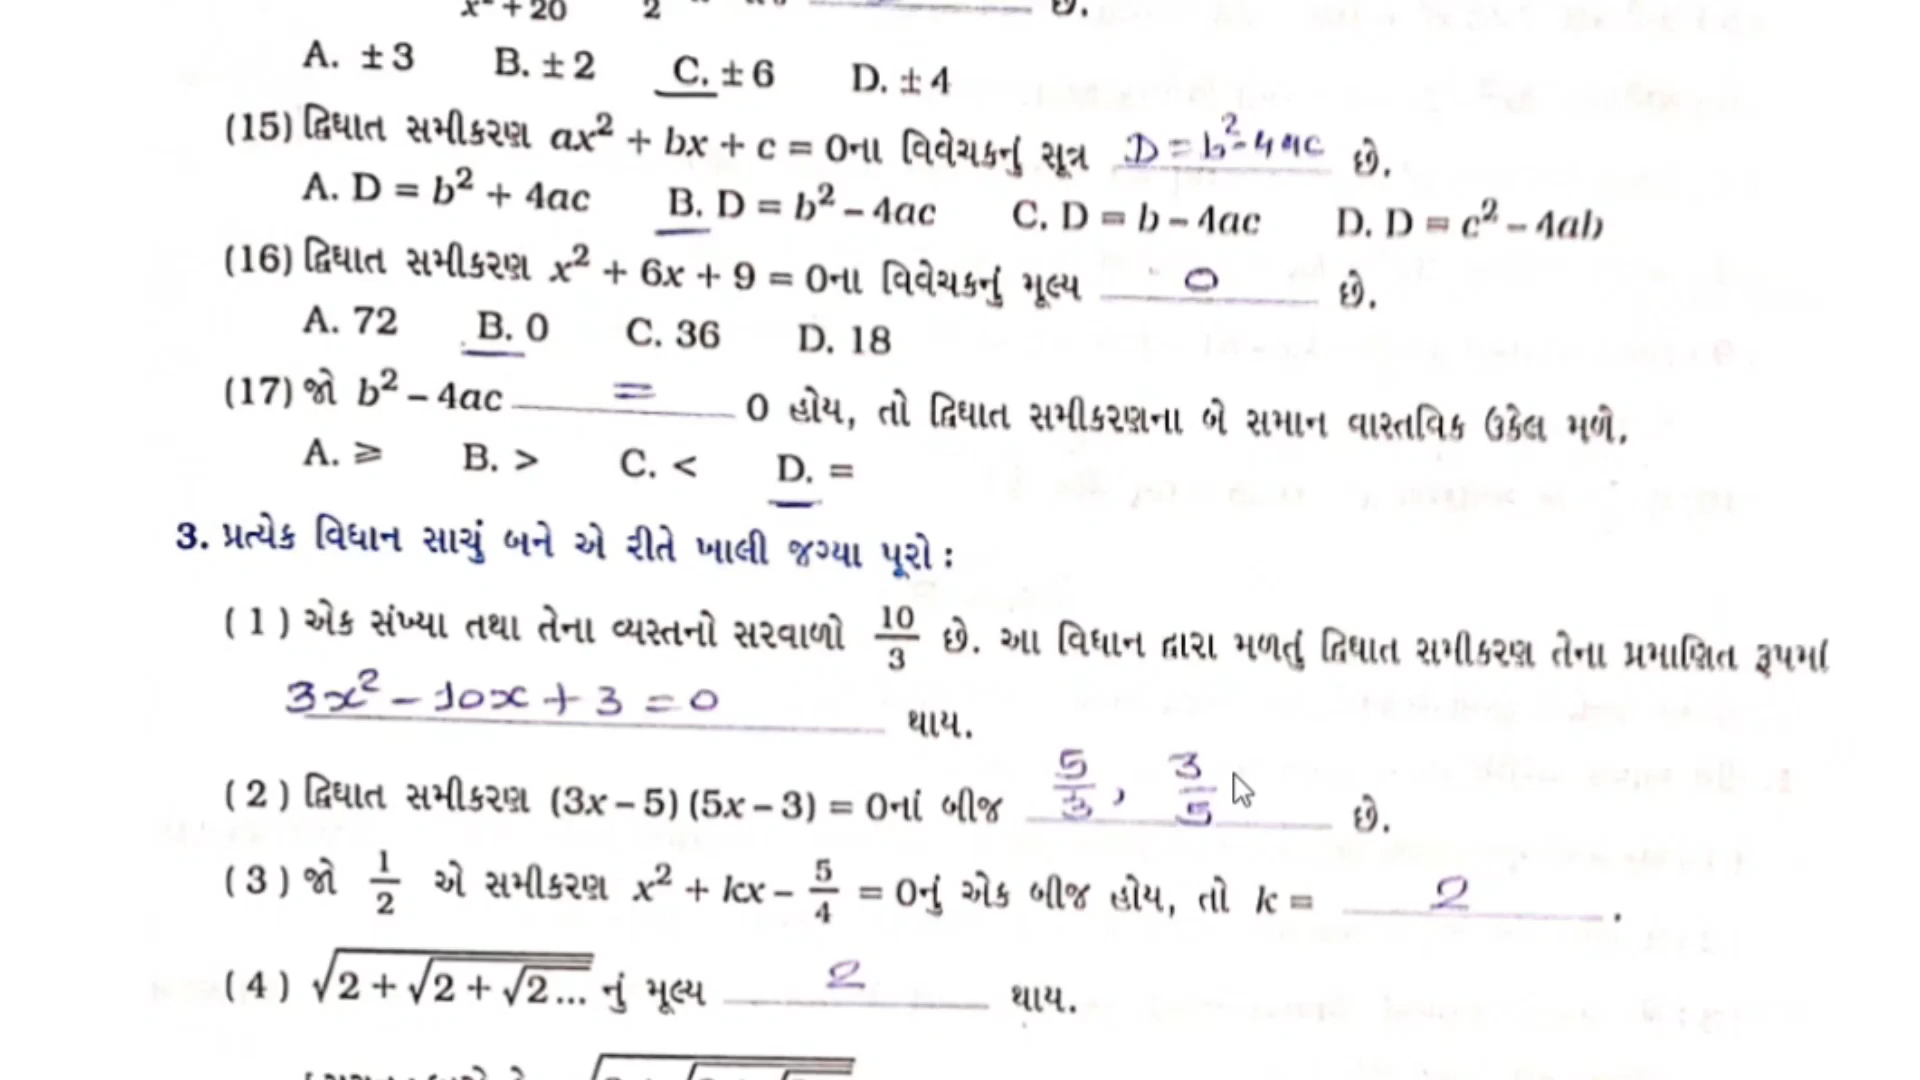 x² + 20 2 છે.
A. ± 3 B. ± 2 C. ± 6 D. ± 4
(15) દ્વિઘાત સમીકરણ ax² + bx + c = 0ના વિવેચકનું સૂત્ર D = b² - 4ac છે.
A. D = b² + 4ac B. D = b² – 4ac C. D = b – 4ac D. D = c² – 4ab
(16) દ્વિઘાત સમીકરણ x² + 6x + 9 = 0ના વિવેચકનું મૂલ્ય 0 છે.
A. 72 B. 0 C. 36 D. 18
(17) જો b² – 4ac = 0 હોય, તો દ્વિઘાત સમીકરણના બે સમાન વાસ્તવિક ઉકેલ મળે.
A. ⩾ B. > C. < D. =
3. પ્રત્યેક વિધાન સાચું બને એ રીતે ખાલી જગ્યા પૂરો :
( 1 ) એક સંખ્યા તથા તેના વ્યસ્તનો સરવાળો 10/3 છે. આ વિધાન દ્વારા મળતું દ્વિઘાત સમીકરણ તેના પ્રમાણિત રૂપમાં
3x² - 10x + 3 = 0 થાય.
( 2 ) દ્વિઘાત સમીકરણ (3x – 5) (5x – 3) = 0નાં બીજ 5/3 , 3/5 છે.
( 3 ) જો 1/2 એ સમીકરણ x² + kx – 5/4 = 0નું એક બીજ હોય, તો k = 2 .
( 4 ) √2 + √2 + √2... નું મૂલ્ય 2 થાય.